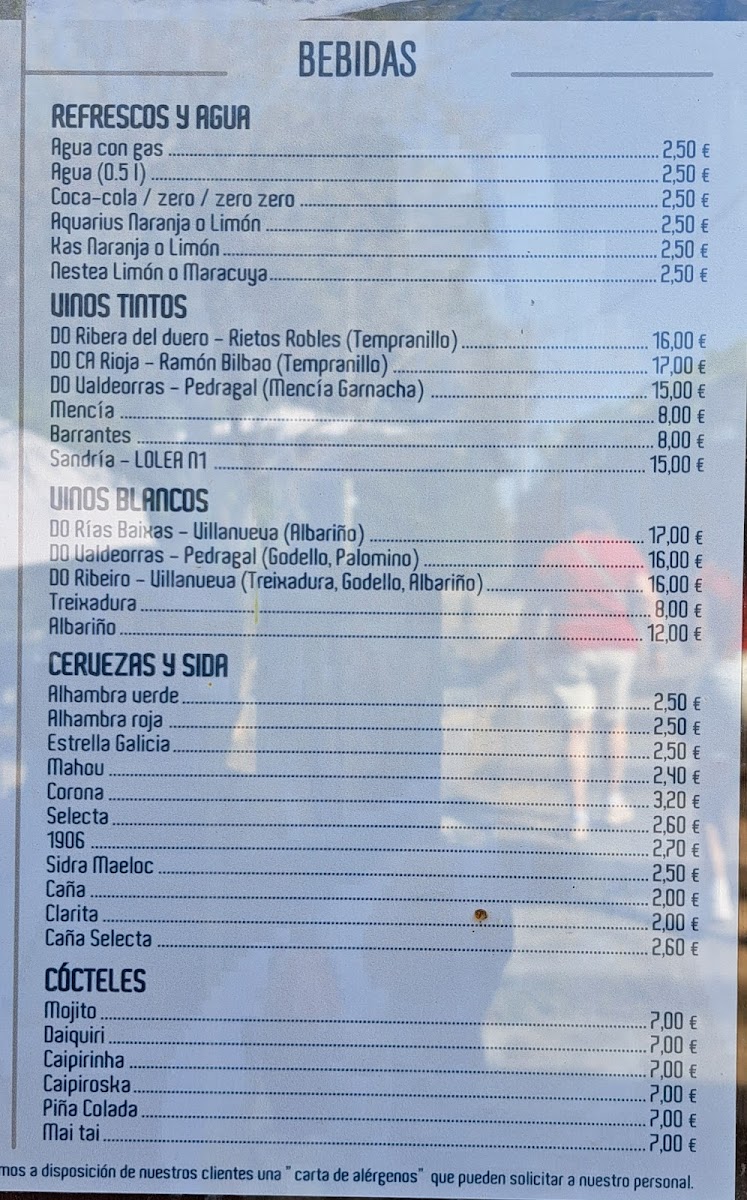 BEBIDAS
REFRESCOS Y AGUA
Agua con gas 2,50 €
Agua (0.5 l) 2,50 €
Coca-cola / zero / zero zero 2,50 €
Aquarius Naranja o Limón 2,50 €
Kas Naranja o Limón 2,50 €
Nestea Limón o Maracuya 2,50 €
VINOS TINTOS
DO Ribera del duero - Rietos Robles (Tempranillo) 16,00 €
DO CA Rioja - Ramón Bilbao (Tempranillo) 17,00 €
DO Valdeorras - Pedragal (Mencía Garnacha) 15,00 €
Mencía 8,00 €
Barrantes 8,00 €
Sandría - LOLEA N1 15,00 €
VINOS BLANCOS
DO Rías Baixas - Villanueva (Albariño) 17,00 €
DO Valdeorras - Pedragal (Godello, Palomino) 16,00 €
DO Ribeiro - Villanueva (Treixadura, Godello, Albariño) 16,00 €
Treixadura 8,00 €
Albariño 12,00 €
CERVEZAS Y SIDA
Alhambra verde 2,50 €
Alhambra roja 2,50 €
Estrella Galicia 2,50 €
Mahou 2,40 €
Corona 3,20 €
Selecta 2,60 €
1906 2,70 €
Sidra Maeloc 2,50 €
Caña 2,00 €
Clarita 2,00 €
Caña Selecta 2,60 €
CÓCTELES
Mojito 7,00 €
Daiquiri 7,00 €
Caipirinha 7,00 €
Caipiroska 7,00 €
Piña Colada 7,00 €
Mai tai 7,00 €
mos a disposición de nuestros clientes una " carta de alérgenos" que pueden solicitar a nuestro personal.